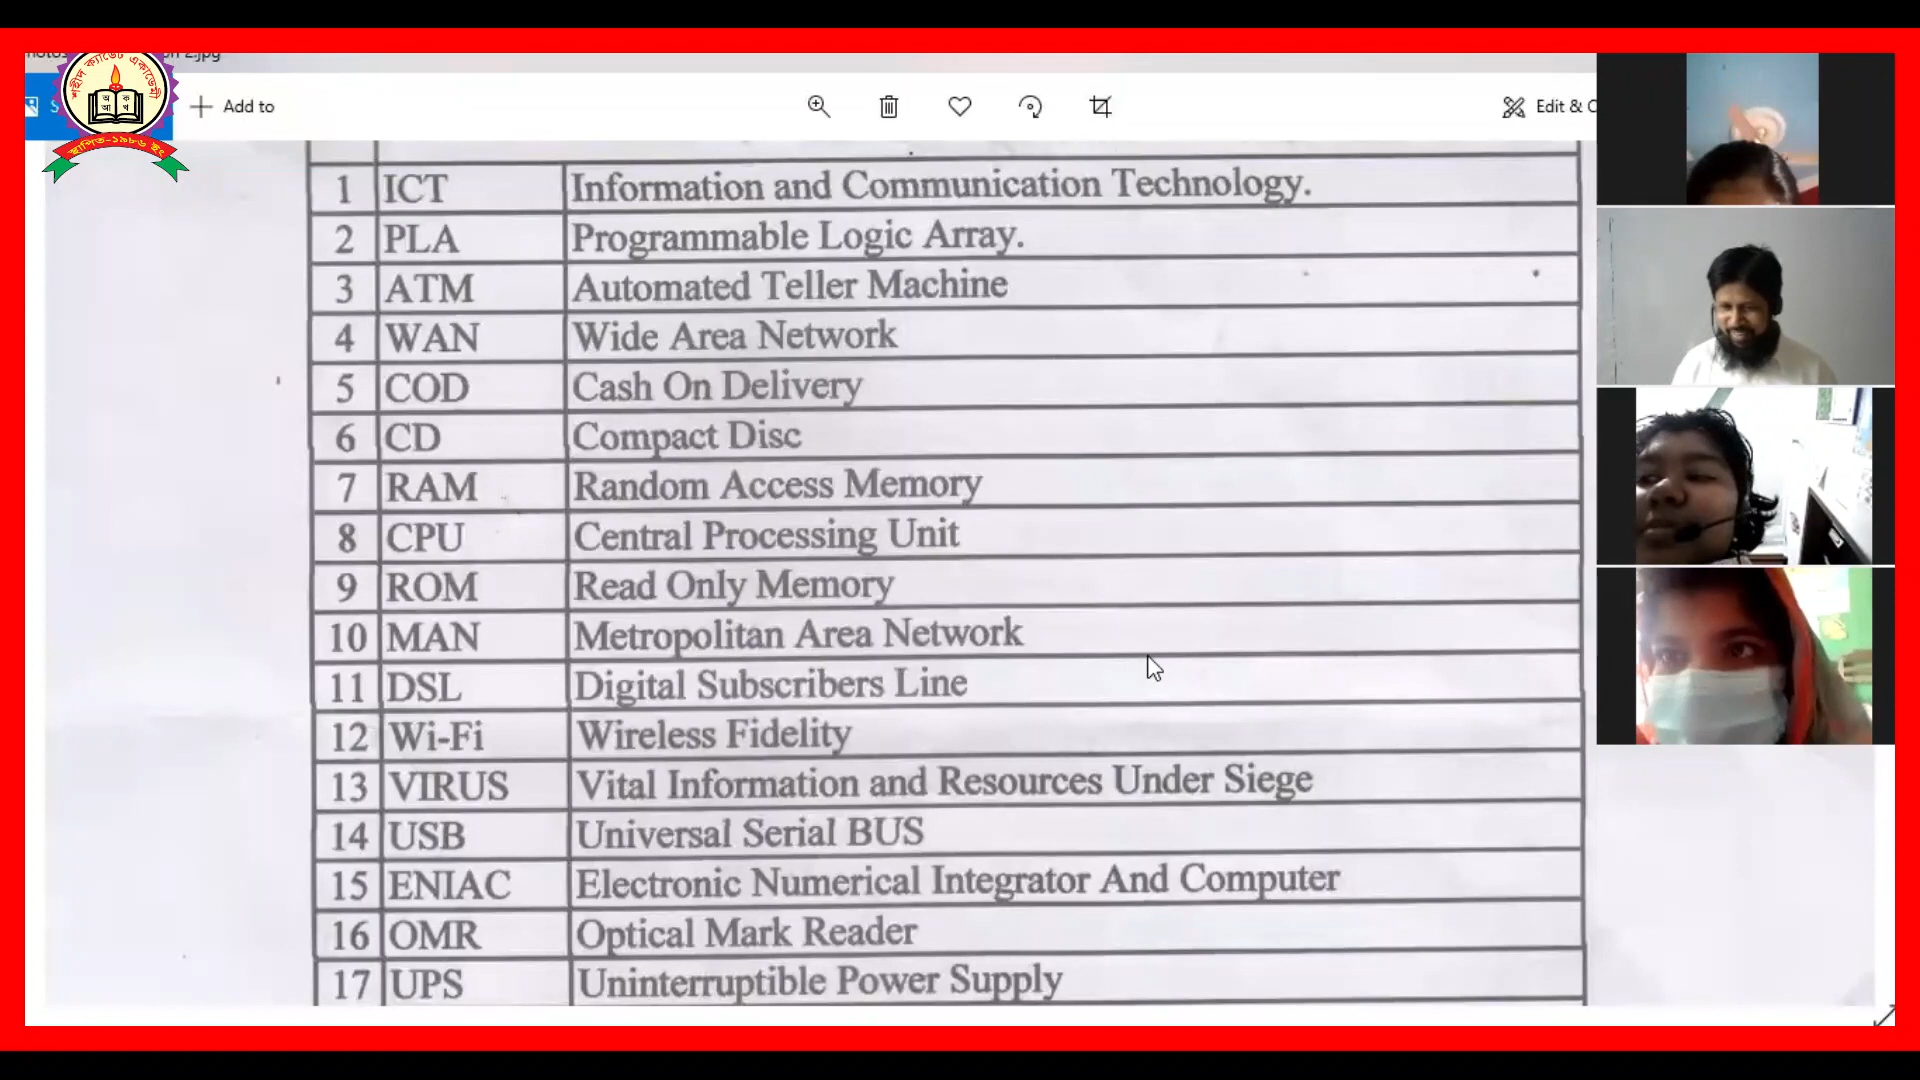 শহীদ ক্যাডেট একাডেমী
অ ক
আ খ
স্থাপিত-১৯৮৬ ইং
Add to
Edit & C
1 ICT Information and Communication Technology.
2 PLA Programmable Logic Array.
3 ATM Automated Teller Machine
4 WAN Wide Area Network
5 COD Cash On Delivery
6 CD Compact Disc
7 RAM Random Access Memory
8 CPU Central Processing Unit
9 ROM Read Only Memory
10 MAN Metropolitan Area Network
11 DSL Digital Subscribers Line
12 Wi-Fi Wireless Fidelity
13 VIRUS Vital Information and Resources Under Siege
14 USB Universal Serial BUS
15 ENIAC Electronic Numerical Integrator And Computer
16 OMR Optical Mark Reader
17 UPS Uninterruptible Power Supply